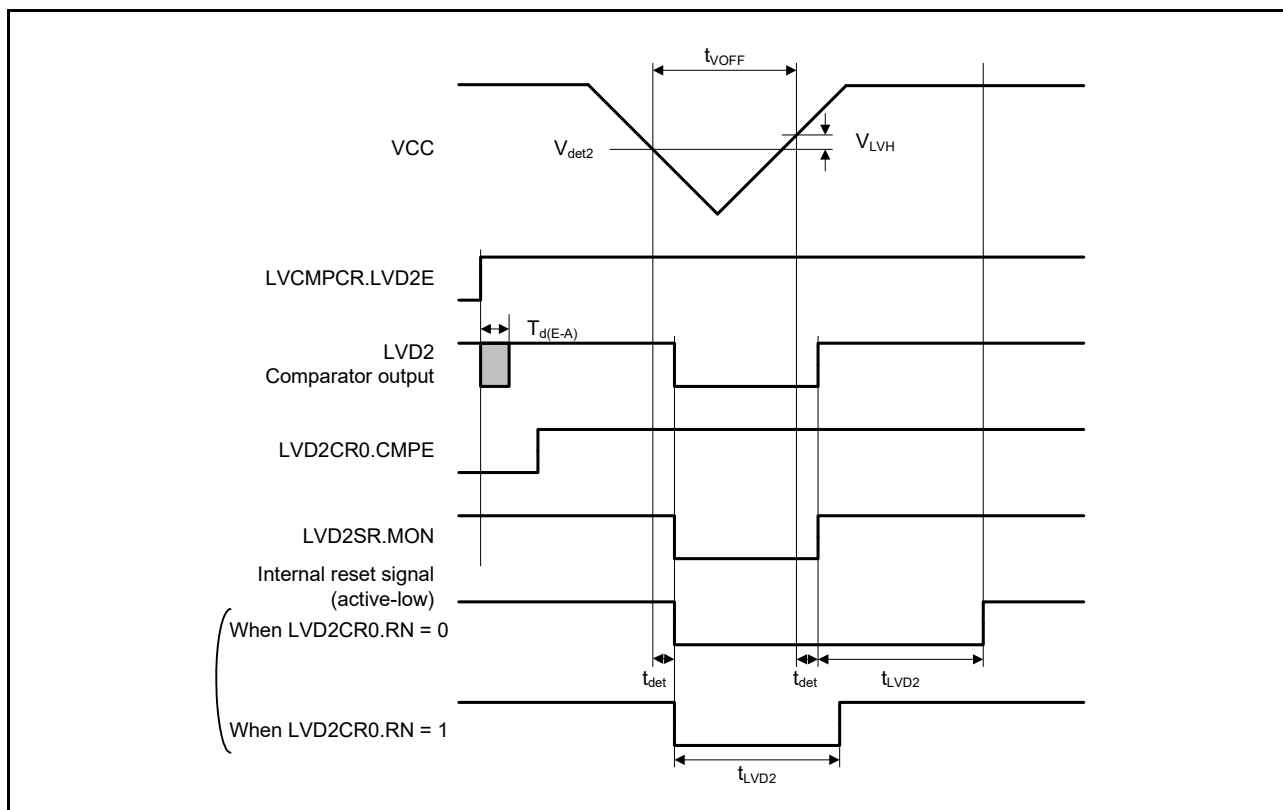 tVOFF
VCC
Vdet2
VLVH
LVCMPCR.LVD2E
Td(E-A)
LVD2
Comparator output
LVD2CR0.CMPE
LVD2SR.MON
Internal reset signal
(active-low)
When LVD2CR0.RN = 0
tdet
tdet
tLVD2
When LVD2CR0.RN = 1
tLVD2